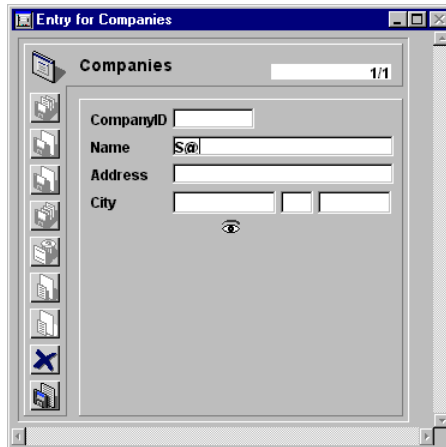 Entry for Companies
Companies
1/1
CompanyID
Name S@
Address
City